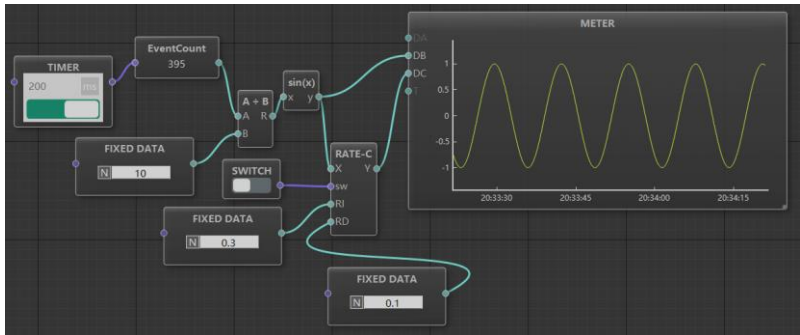 METER
EventCount
395
TIMER
200 ms
A + B
A R
B
sin(x)
x y
DA
DB
DC
T
1
0.5
0
-0.5
-1
20:33:30 20:33:45 20:34:00 20:34:15
FIXED DATA
N 10
SWITCH
RATE-C
X Y
sw
RI
RD
FIXED DATA
N 0.3
FIXED DATA
N 0.1